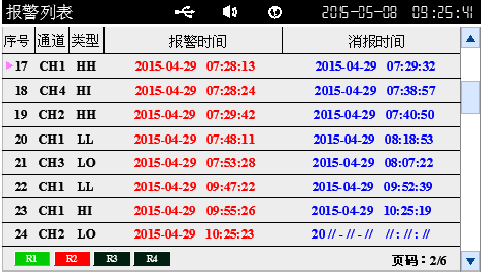 报警列表 2015-05-08 09:25:41
序号 通道 类型 报警时间 消报时间
17 CH1 HH 2015-04-29 07:28:13 2015-04-29 07:29:32
18 CH4 HI 2015-04-29 07:28:24 2015-04-29 07:38:57
19 CH2 HH 2015-04-29 07:42:02 2015-04-29 07:40:50
20 CH1 LL 2015-04-29 07:48:11 2015-04-29 08:18:53
21 CH3 LO 2015-04-29 07:53:28 2015-04-29 08:07:22
22 CH1 LL 2015-04-29 09:47:22 2015-04-29 09:52:39
23 CH1 HI 2015-04-29 09:55:26 2015-04-29 10:25:19
24 CH2 LO 2015-04-29 10:25:23 20// - // - // // : // : //
R1 R2 R3 R4 页码：2/6